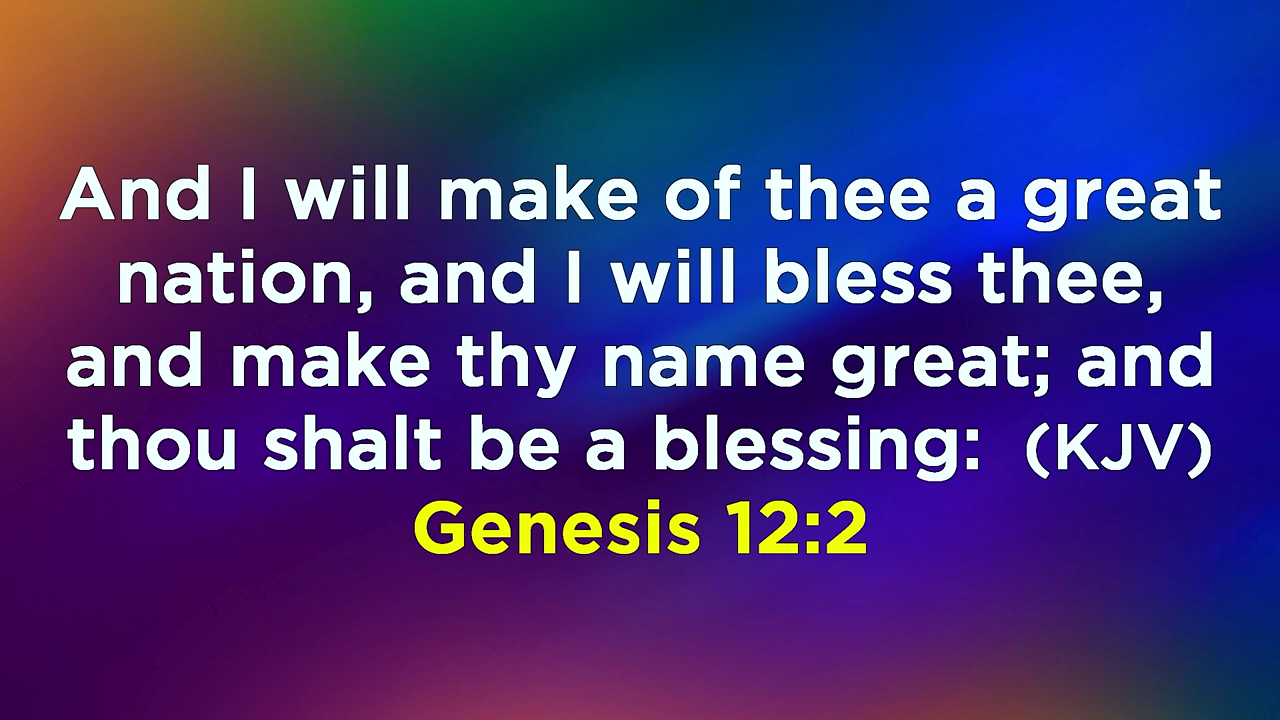 And I will make of thee a great
nation, and I will bless thee,
and make thy name great; and
thou shalt be a blessing: (KJV)
Genesis 12:2